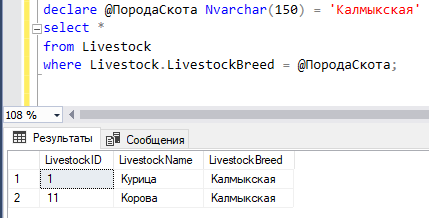 declare @ПородаСкота Nvarchar(150) = 'Калмыкская'
select *
from Livestock
where Livestock.LivestockBreed = @ПородаСкота;
108 %
Результаты Сообщения
LivestockID LivestockName LivestockBreed
1 1 Курица Калмыкская
2 11 Корова Калмыкская